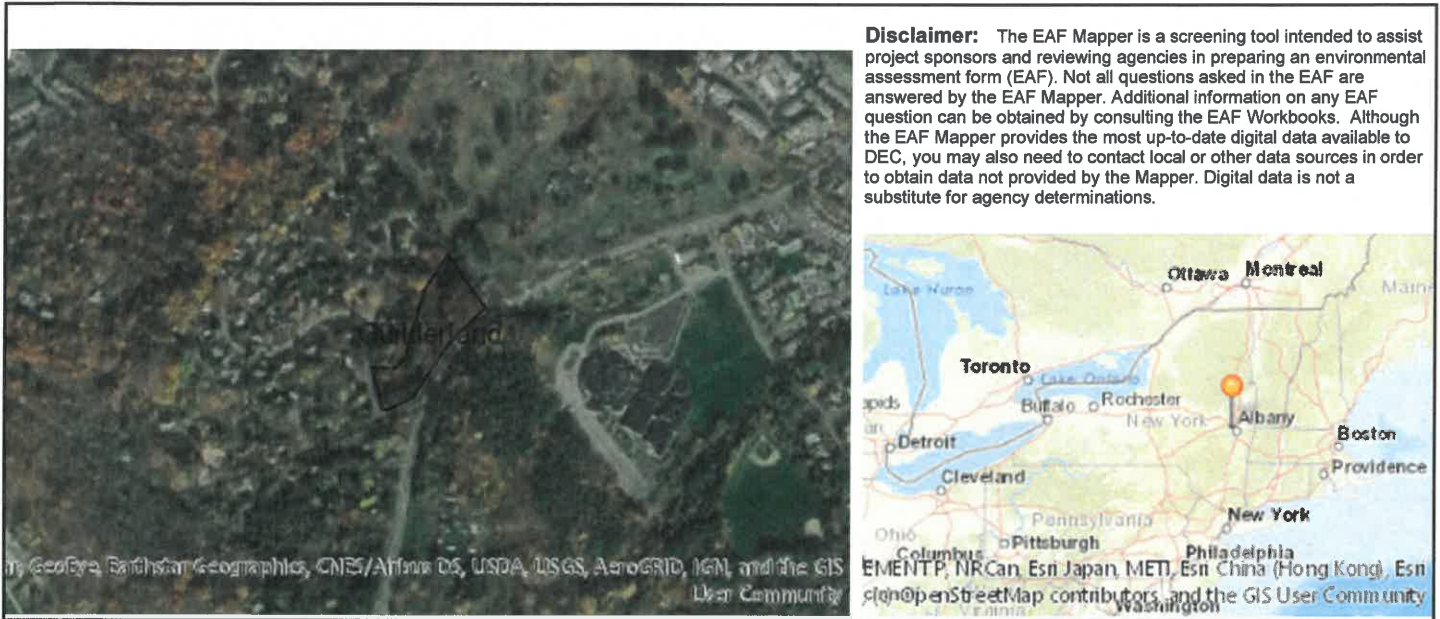 Disclaimer: The EAF Mapper is a screening tool intended to assist
project sponsors and reviewing agencies in preparing an environmental
assessment form (EAF). Not all questions asked in the EAF are
answered by the EAF Mapper. Additional information on any EAF
question can be obtained by consulting the EAF Workbooks. Although
the EAF Mapper provides the most up-to-date digital data available to
DEC, you may also need to contact local or other data sources in order
to obtain data not provided by the Mapper. Digital data is not a
substitute for agency determinations.
Guilderland
GeoEye, Earthstar Geographics, CNES/Airbus DS, USDA, USGS, AeroGRID, IGN, and the GIS
User Community
Ottawa Montreal
Lake Huron
Maine
Toronto
Lake Ontario
apids
Buffalo Rochester
New York Albany
Detroit
Boston
Cleveland
Providence
Pennsylvania
New York
Ohio
Pittsburgh
Columbus
Philadelphia
EMENT P, NRCan, Esri Japan, METI, Esri China (Hong Kong), Esri
OpenStreetMap contributors, and the GIS User Community
Virginia
Washington